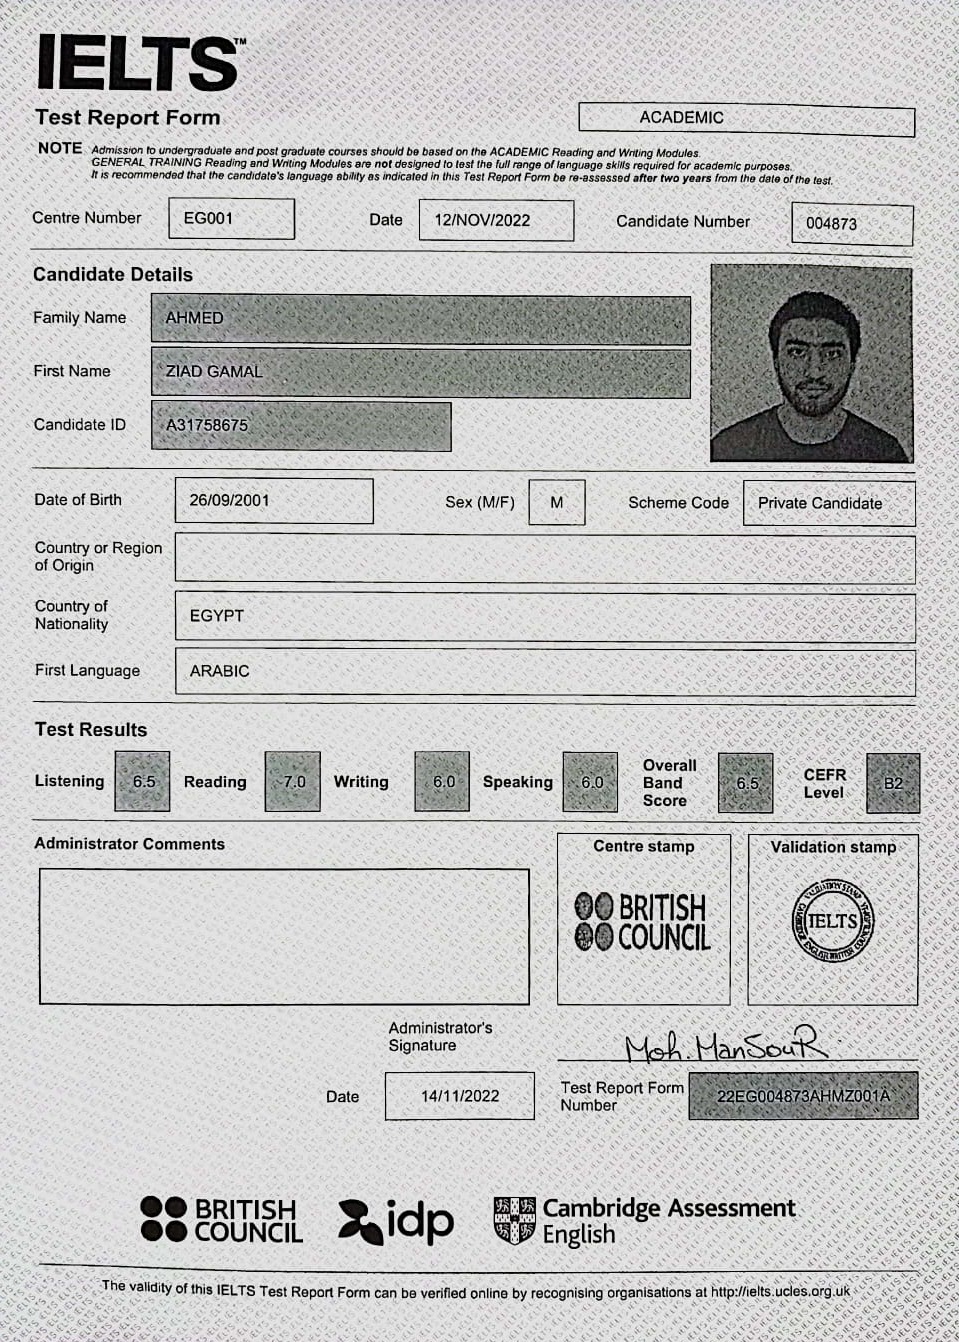 IELTS™
Test Report Form
ACADEMIC
NOTE Admission to undergraduate and post graduate courses should be based on the ACADEMIC Reading and Writing Modules.
GENERAL TRAINING Reading and Writing Modules are not designed to test the full range of language skills required for academic purposes.
It is recommended that the candidate's language ability as indicated in this Test Report Form be re-assessed after two years from the date of the test.
Centre Number EG001 Date 12/NOV/2022 Candidate Number 004873
Candidate Details
Family Name AHMED
First Name ZIAD GAMAL
Candidate ID A31758675
Date of Birth 26/09/2001 Sex (M/F) M Scheme Code Private Candidate
Country or Region
of Origin
Country of
Nationality EGYPT
First Language ARABIC
Test Results
Listening 6.5 Reading 7.0 Writing 6.0 Speaking 6.0 Overall Band Score 6.5 CEFR Level B2
Administrator Comments
Centre stamp
BRITISH
COUNCIL
Validation stamp
VALIDATION STAMP
IELTS
Administrator's
Signature
Moh. MansouR
Date 14/11/2022
Test Report Form
Number 22EG004873AHMZ001A
BRITISH
COUNCIL
idp
Cambridge Assessment
English
The validity of this IELTS Test Report Form can be verified online by recognising organisations at http://ielts.ucles.org.uk